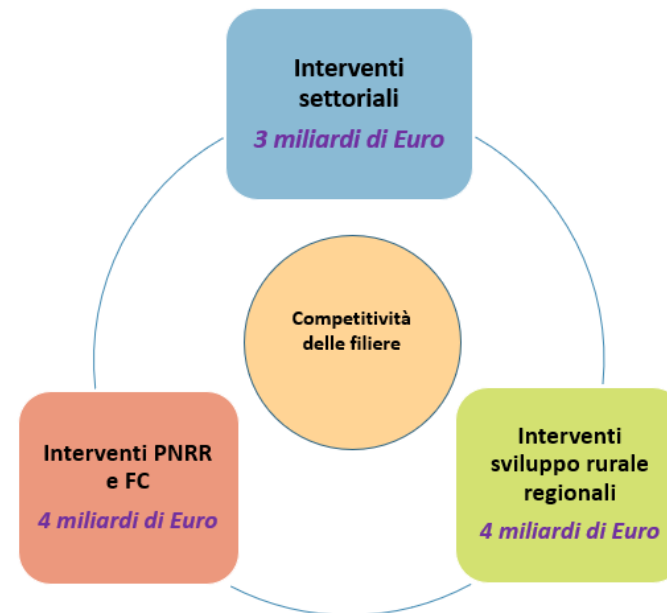 Interventi
settoriali
3 miliardi di Euro
Competitività
delle filiere
Interventi PNRR
e FC
4 miliardi di Euro
Interventi
sviluppo rurale
regionali
4 miliardi di Euro